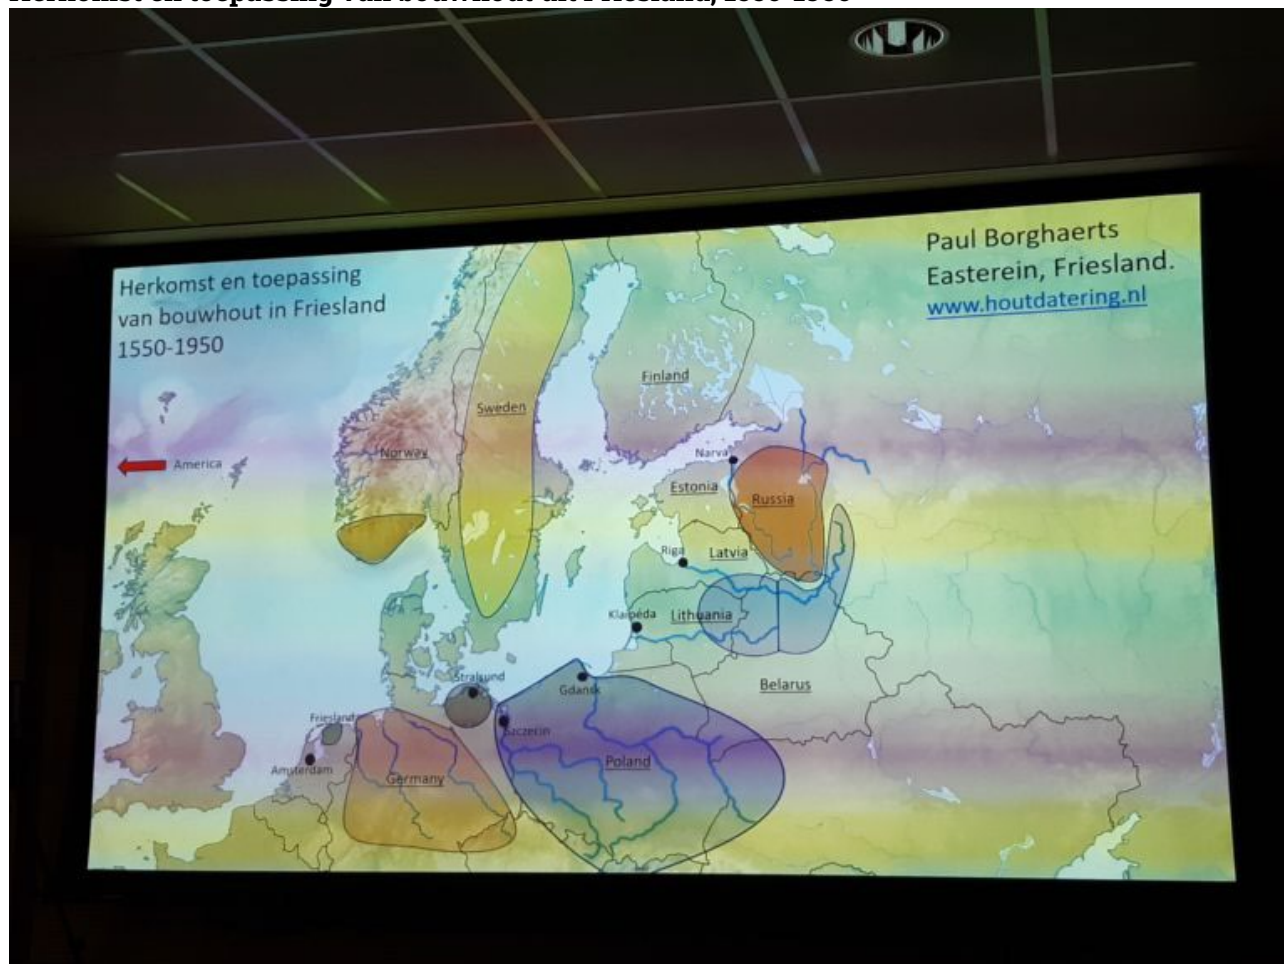 Herkomst en toepassing
van bouwhout in Friesland
1550-1950
Paul Borghaerts
Easterein, Friesland.
www.houtdatering.nl
Finland
Sweden
Norway
America
Narva
Estonia
Russia
Riga
Latvia
Klaipéda
Lithuania
Stralsund
Gdansk
Belarus
Friesland
Szczecin
Amsterdam
Germany
Poland